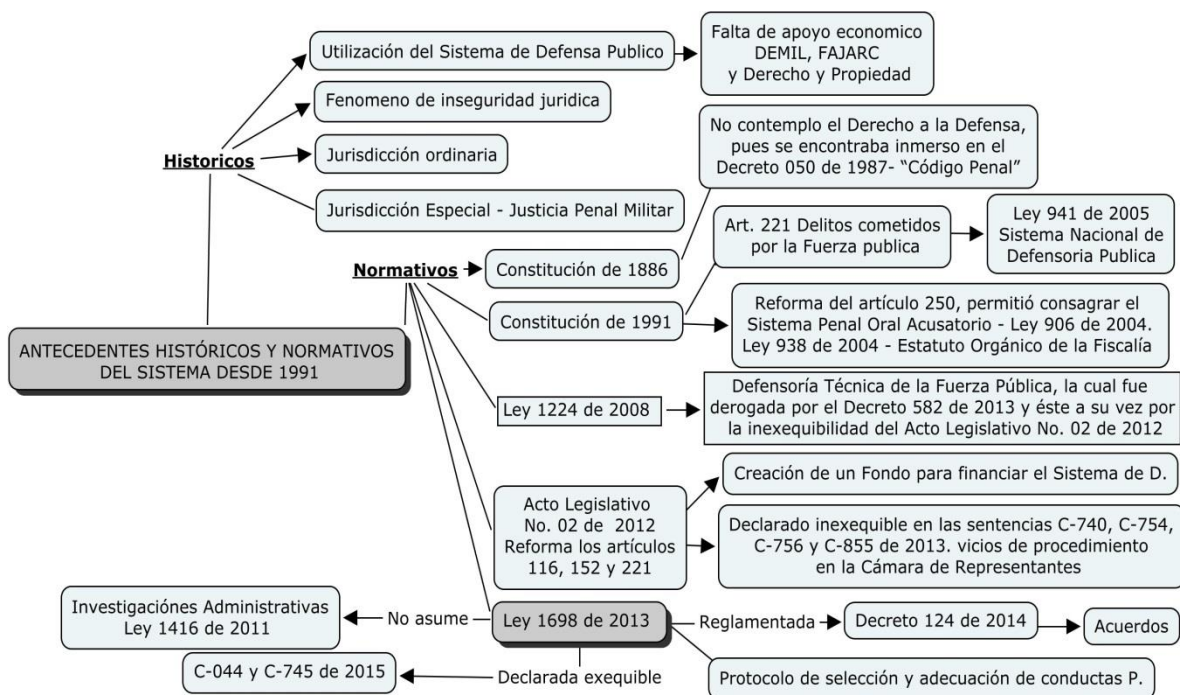 Utilización del Sistema de Defensa Publico
Falta de apoyo economico
DEMIL, FAJARC
y Derecho y Propiedad
Fenomeno de inseguridad juridica
Historicos
Jurisdicción ordinaria
Jurisdicción Especial - Justicia Penal Militar
No contemplo el Derecho a la Defensa,
pues se encontraba inmerso en el
Decreto 050 de 1987- “Código Penal”
Normativos
Constitución de 1886
Constitución de 1991
Art. 221 Delitos cometidos
por la Fuerza publica
Ley 941 de 2005
Sistema Nacional de
Defensoria Publica
Reforma del artículo 250, permitió consagrar el
Sistema Penal Oral Acusatorio - Ley 906 de 2004.
Ley 938 de 2004 - Estatuto Orgánico de la Fiscalía
ANTECEDENTES HISTÓRICOS Y NORMATIVOS
DEL SISTEMA DESDE 1991
Ley 1224 de 2008
Defensoría Técnica de la Fuerza Pública, la cual fue
derogada por el Decreto 582 de 2013 y éste a su vez por
la inexequibilidad del Acto Legislativo No. 02 de 2012
Acto Legislativo
No. 02 de 2012
Reforma los artículos
116, 152 y 221
Creación de un Fondo para financiar el Sistema de D.
Declarado inexequible en las sentencias C-740, C-754,
C-756 y C-855 de 2013. vicios de procedimiento
en la Cámara de Representantes
Investigaciónes Administrativas
Ley 1416 de 2011
No asume
Ley 1698 de 2013
Reglamentada
Decreto 124 de 2014
Acuerdos
C-044 y C-745 de 2015
Declarada exequible
Protocolo de selección y adecuación de conductas P.